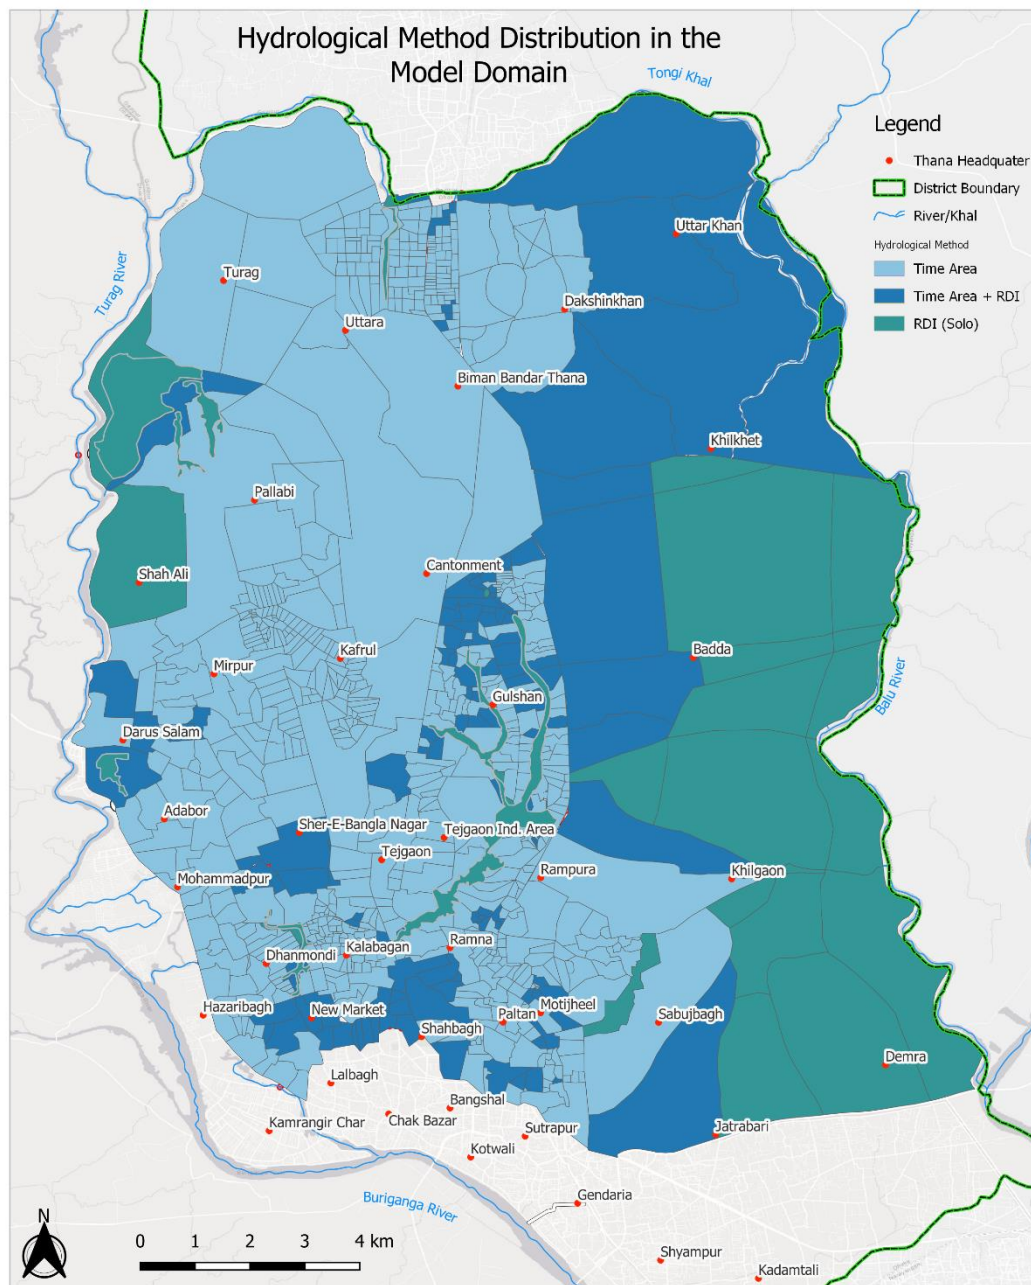 Hydrological Method Distribution in the
Model Domain
Tongi Khal
Legend
Thana Headquater
District Boundary
River/Khal
Hydrological Method
Time Area
Time Area + RDI
RDI (Solo)
Uttar Khan
Turag River
Turag
Dakshinkhan
Uttara
Biman Bandar Thana
Khilkhet
Pallabi
Shah Ali
Cantonment
Kafrul
Badda
Mirpur
Balu River
Gulshan
Darus Salam
Adabor
Sher-E-Bangla Nagar
Tejgaon Ind. Area
Tejgaon
Rampura
Khilgaon
Mohammadpur
Ramna
Kalabagan
Dhanmondi
Hazaribagh
New Market
Motijheel
Paltan
Sabujbagh
Shahbagh
Demra
Lalbagh
Bangshal
Chak Bazar
Kamrangir Char
Sutrapur
Jatrabari
Kotwali
Buriganga River
Gendaria
N
0 1 2 3 4 km
Shyampur
Kadamtali